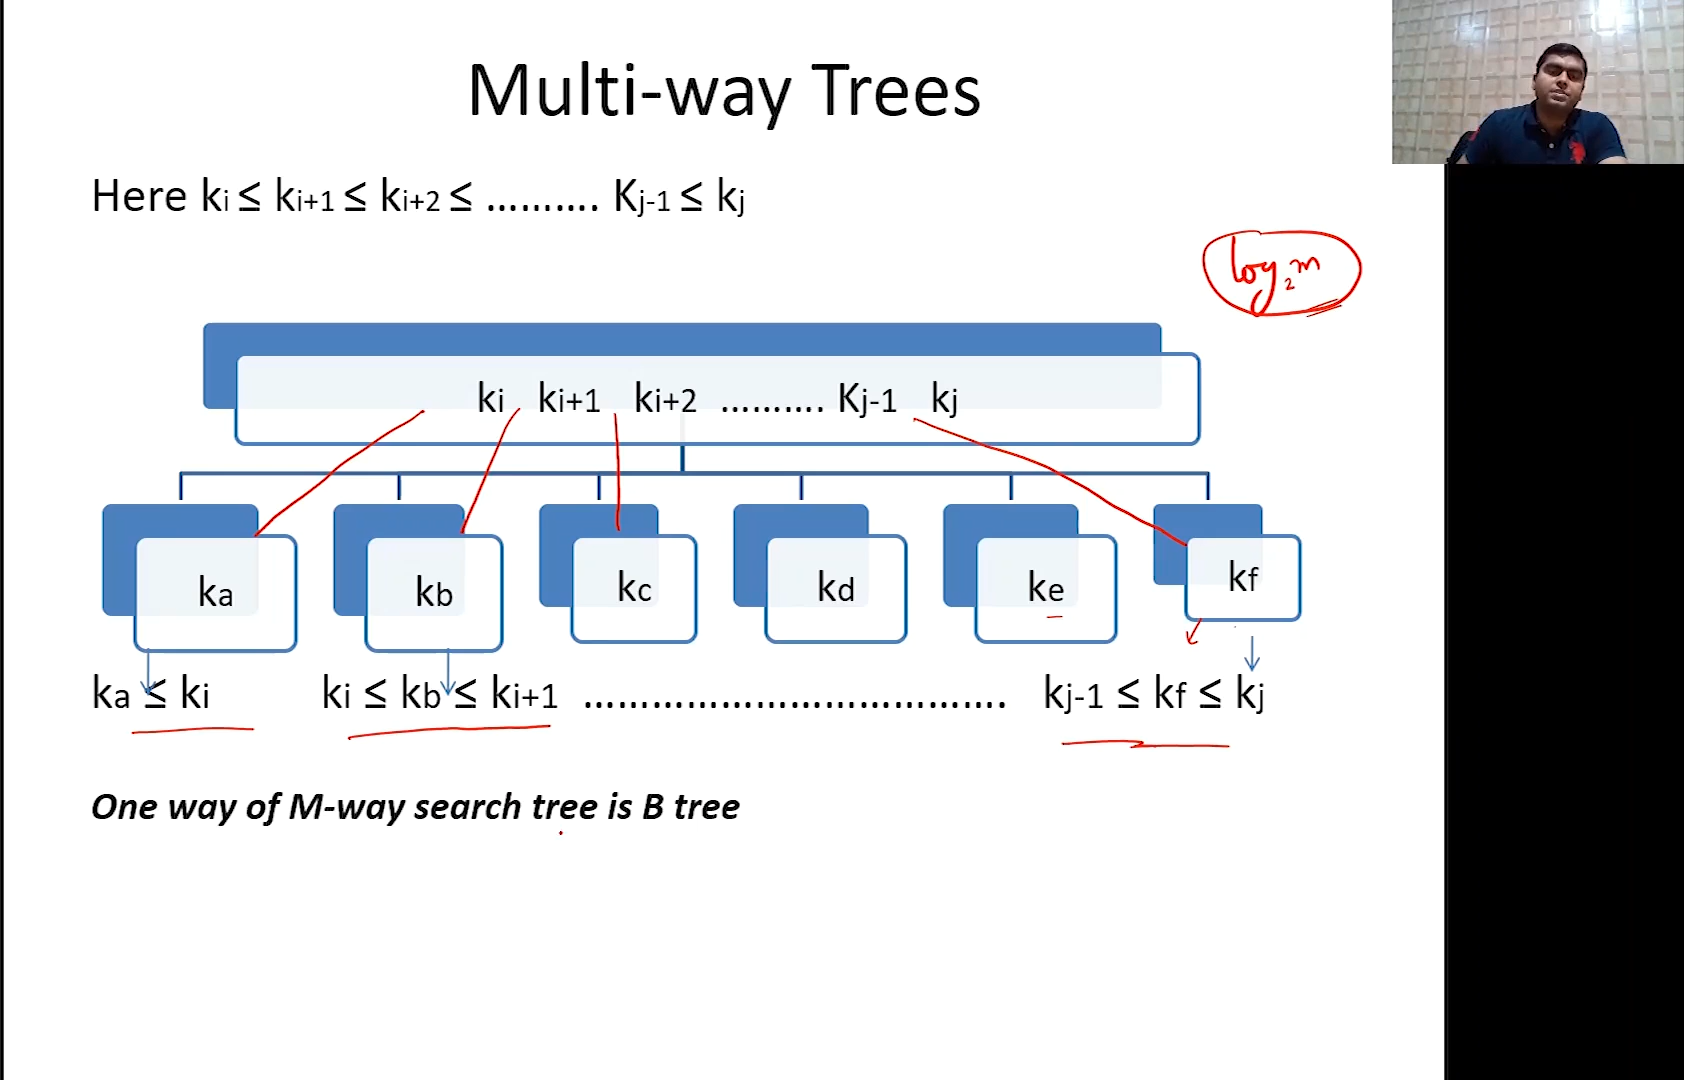 Multi-way Trees
Here ki ≤ ki+1 ≤ ki+2 ≤ .......... Kj-1 ≤ kj
log2m
ki ki+1 ki+2 .......... Kj-1 kj
ka kb kc kd ke kf
ka ≤ ki ki ≤ kb ≤ ki+1 ..................................... kj-1 ≤ kf ≤ kj
One way of M-way search tree is B tree